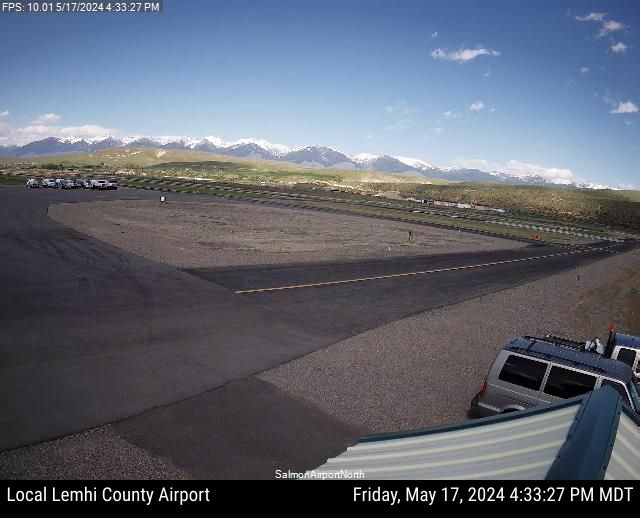 FPS: 10.01 5/17/2024 4:33:27 PM
SalmonAirportNorth
Local Lemhi County Airport
Friday, May 17, 2024 4:33:27 PM MDT